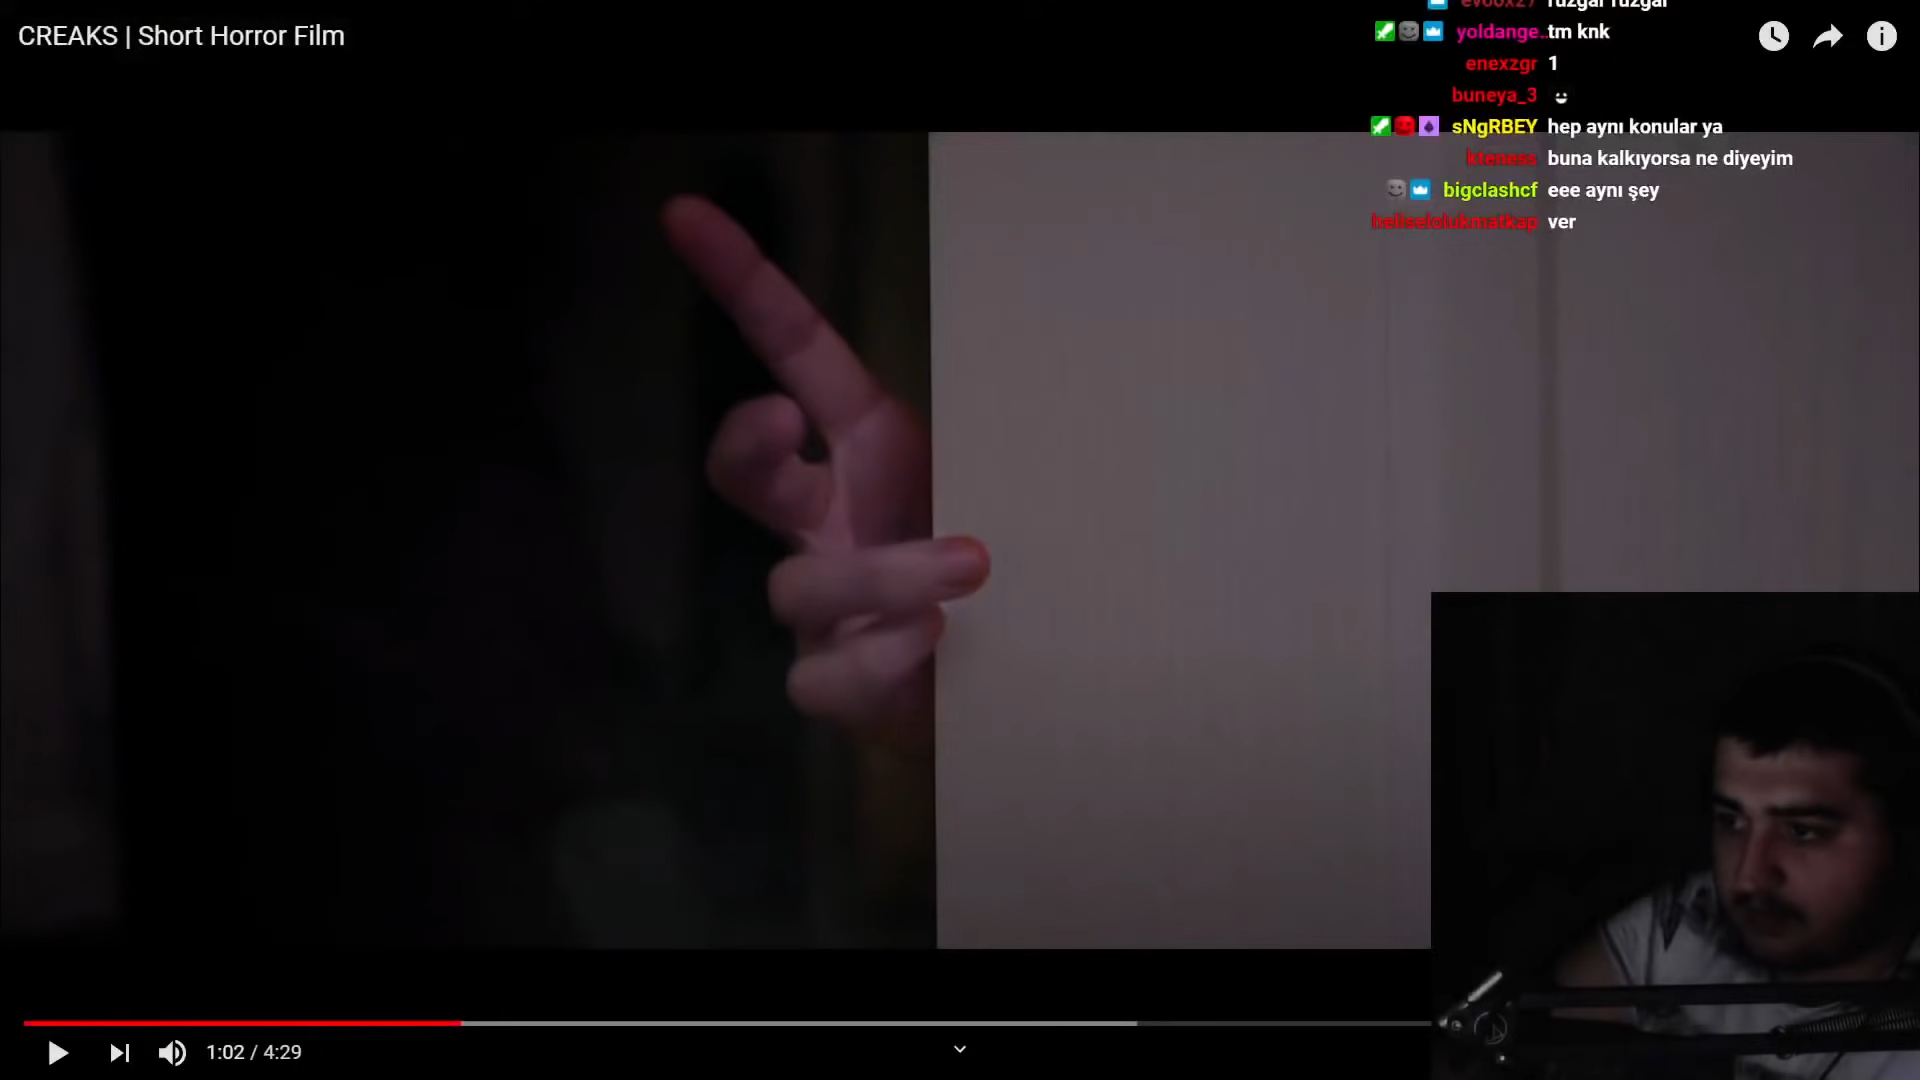 CREAKS | Short Horror Film
yoldange.. tm knk
enexzgr 1
buneya_3
sNgRBEY hep aynı konular ya
kteness buna kalkıyorsa ne diyeyim
bigclashcf eee aynı şey
ver
1:02 / 4:29